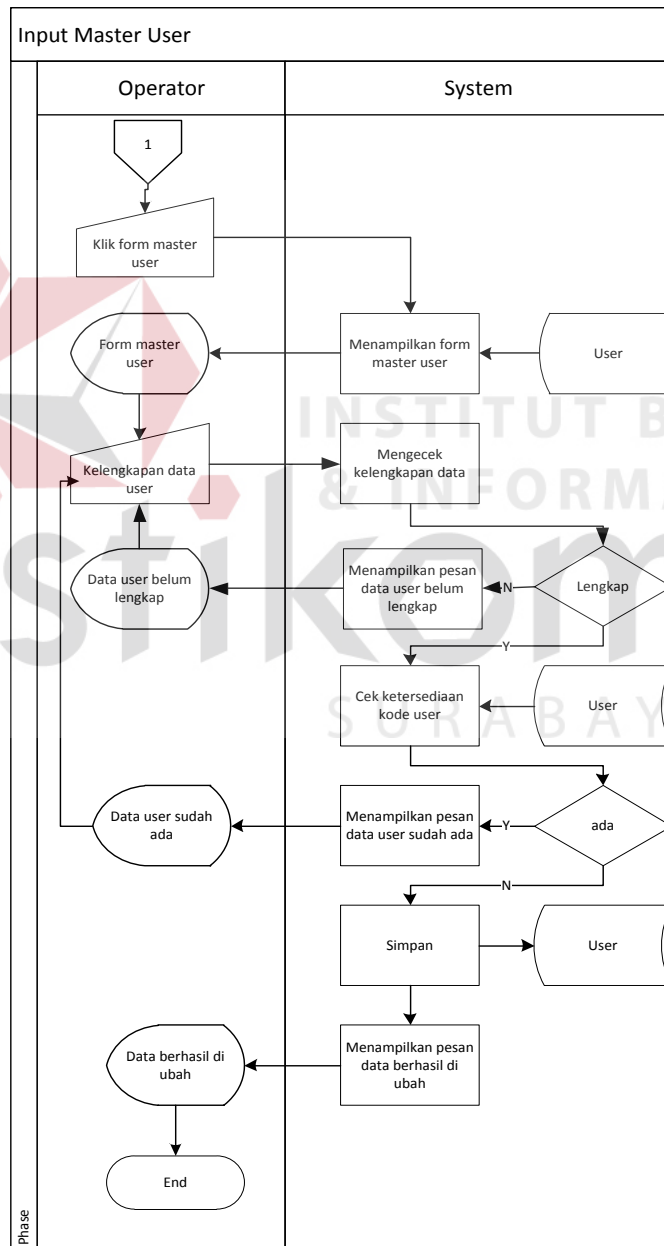 Input Master User
Operator
System
1
Klik form master
user
Form master
user
Menampilkan form
master user
User
Kelengkapan data
user
Mengecek
kelengkapan data
Data user belum
lengkap
Menampilkan pesan
data user belum
lengkap
N
Lengkap
Y
Cek ketersediaan
kode user
User
Data user sudah
ada
Menampilkan pesan
data user sudah ada
Y
ada
N
Simpan
User
Data berhasil di
ubah
Menampilkan pesan
data berhasil di
ubah
End
Phase
INSTITUT B
& INFORMA
stikom
SURABAY